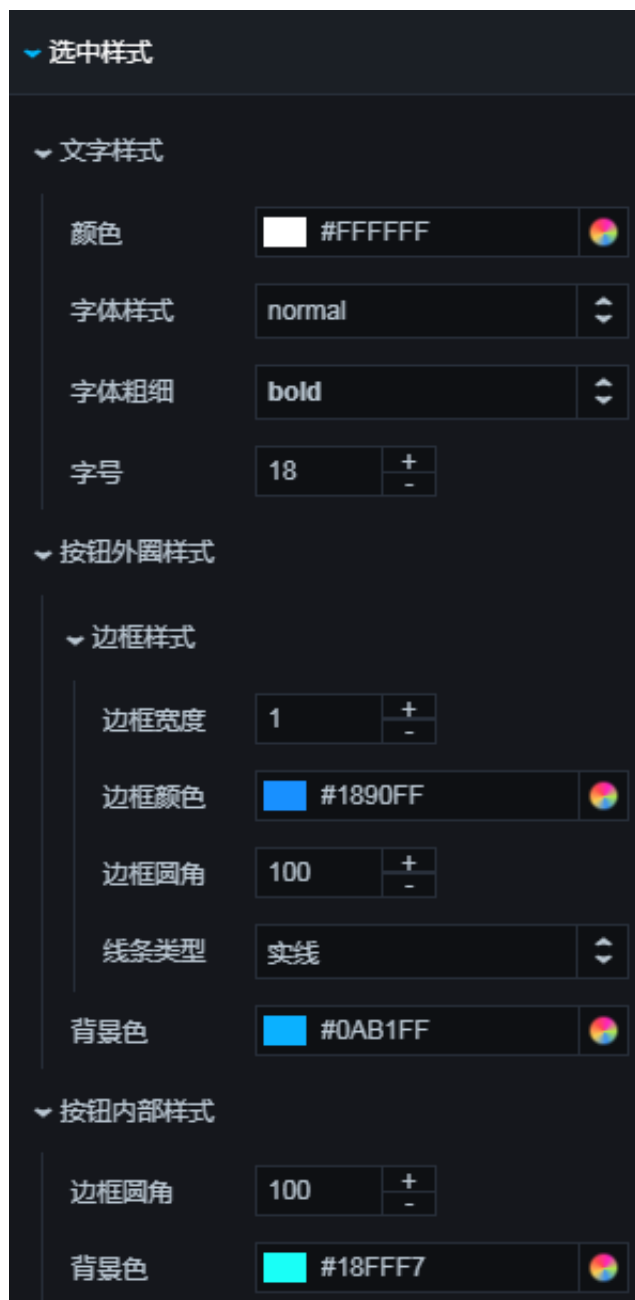 选中样式
文字样式
颜色 #FFFFFF
字体样式 normal
字体粗细 bold
字号 18 + -
按钮外圈样式
边框样式
边框宽度 1 + -
边框颜色 #1890FF
边框圆角 100 + -
线条类型 实线
背景色 #0AB1FF
按钮内部样式
边框圆角 100 + -
背景色 #18FFF7